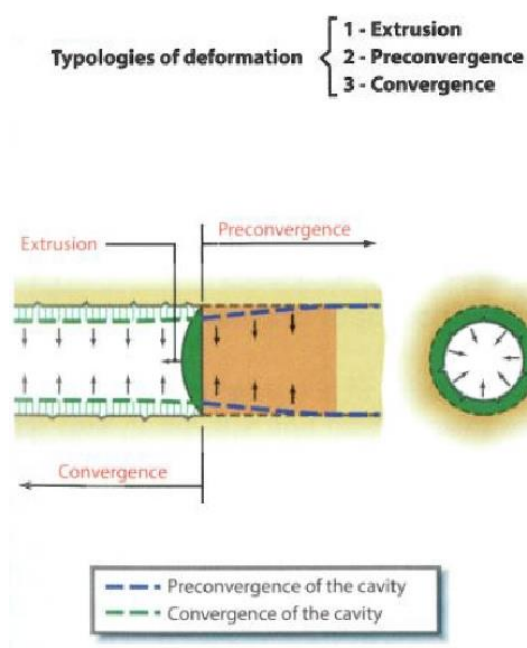 Typologies of deformation
1 - Extrusion
2 - Preconvergence
3 - Convergence
Preconvergence
Extrusion
Convergence
Preconvergence of the cavity
Convergence of the cavity